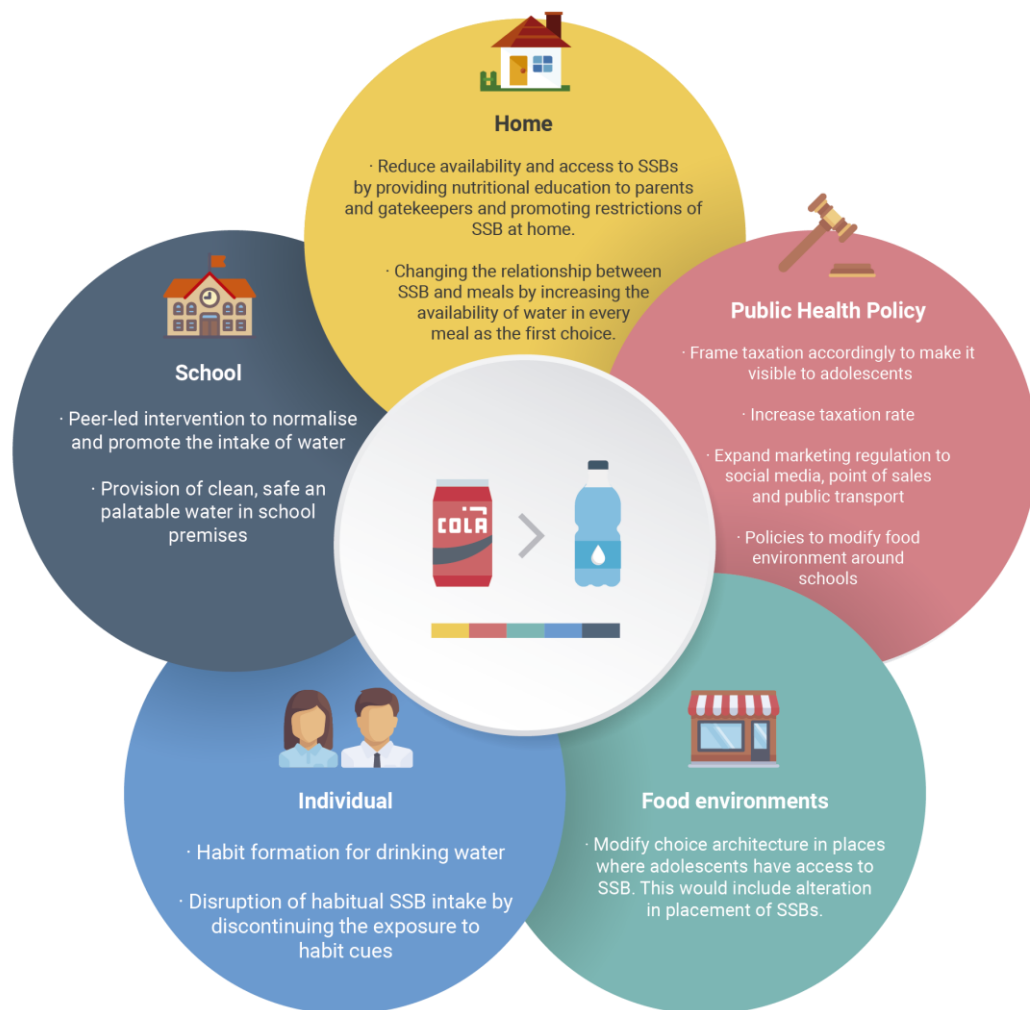 Home
· Reduce availability and access to SSBs
by providing nutritional education to parents
and gatekeepers and promoting restrictions of
SSB at home.
· Changing the relationship between
SSB and meals by increasing the
availability of water in every
meal as the first choice.
Public Health Policy
· Frame taxation accordingly to make it
visible to adolescents
· Increase taxation rate
· Expand marketing regulation to
social media, point of sales
and public transport
· Policies to modify food
environment around
schools
Food environments
· Modify choice architecture in places
where adolescents have access to
SSB. This would include alteration
in placement of SSBs.
Individual
· Habit formation for drinking water
· Disruption of habitual SSB intake by
discontinuing the exposure to
habit cues
School
· Peer-led intervention to normalise
and promote the intake of water
· Provision of clean, safe an
palatable water in school
premises
COLA